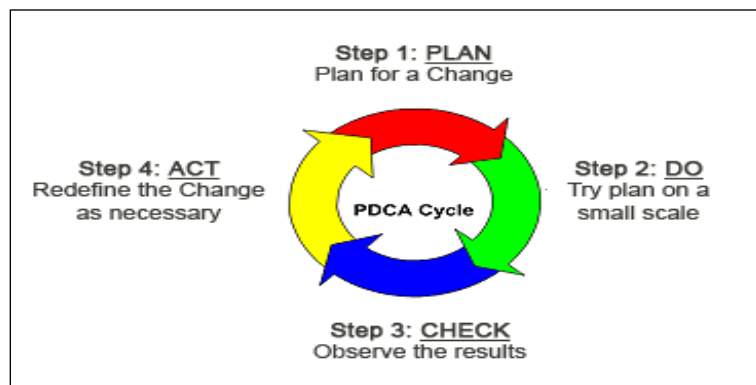 Step 1: PLAN
Plan for a Change
Step 2: DO
Try plan on a
small scale
Step 3: CHECK
Observe the results
Step 4: ACT
Redefine the Change
as necessary
PDCA Cycle